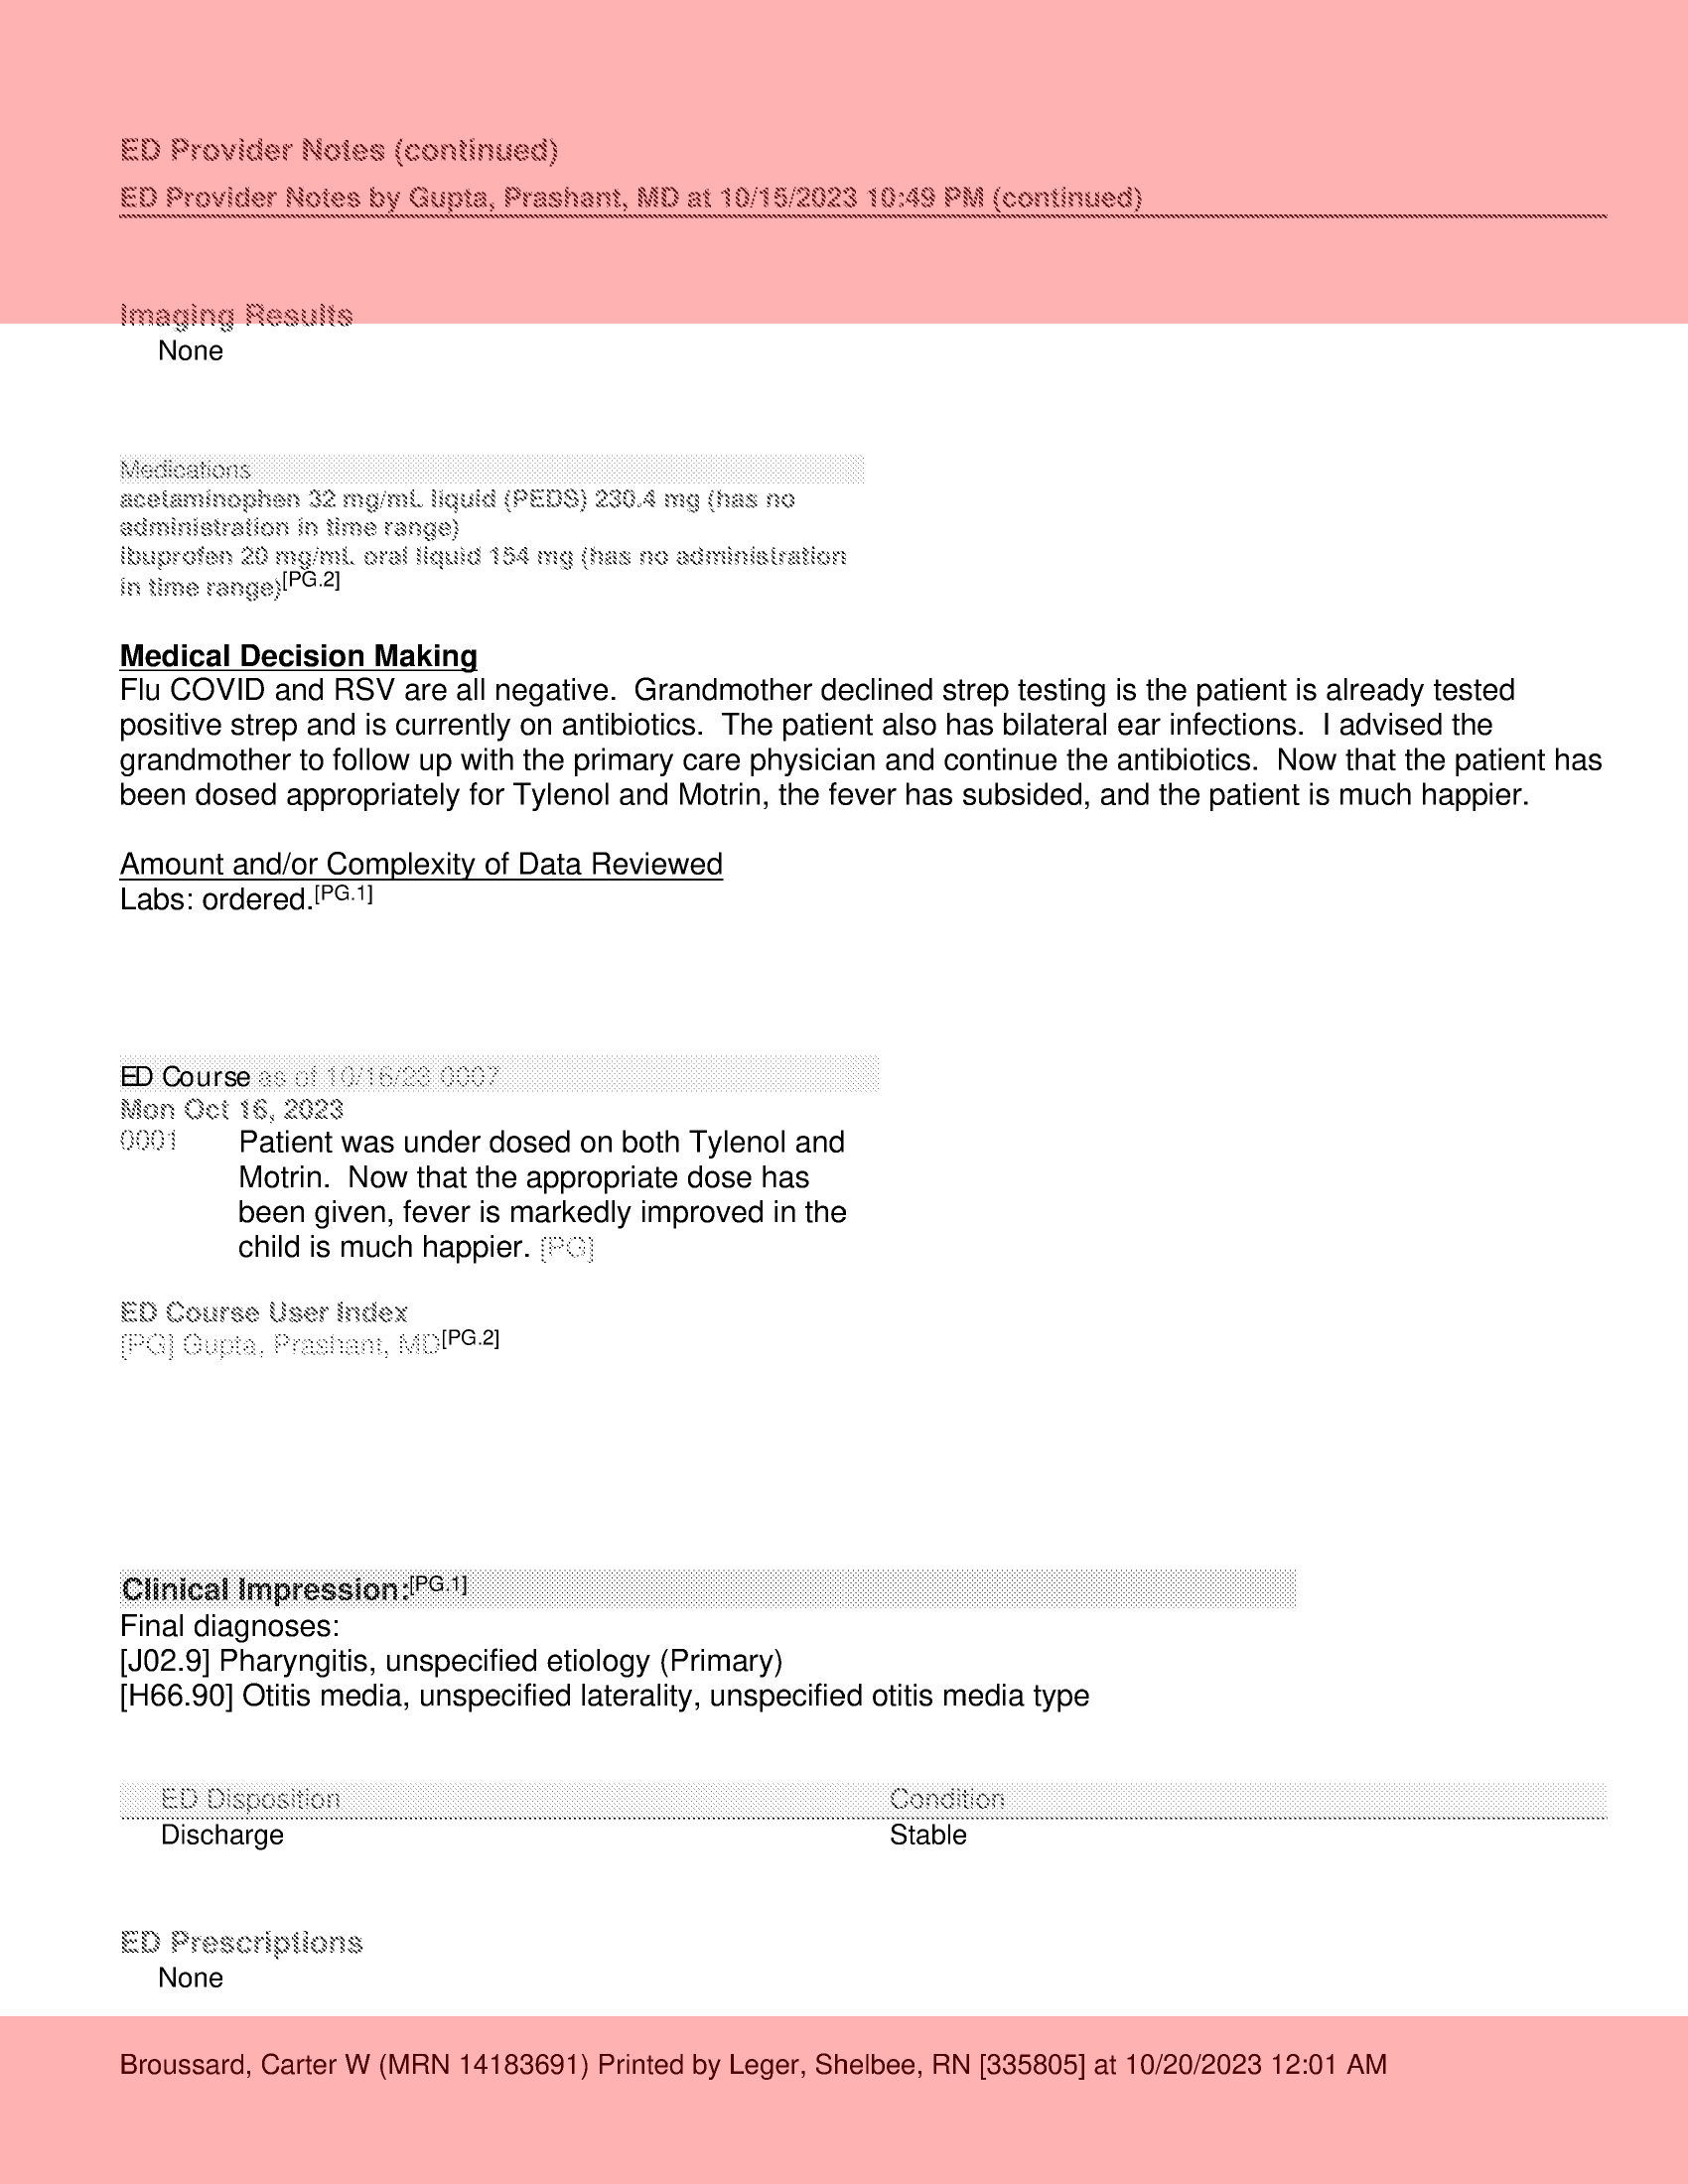 ED Provider Notes (continued)
ED Provider Notes by Gupta, Prashant, MD at 10/15/2023 10:49 PM (continued)
Imaging Results
None
Medications
acetaminophen 32 mg/mL liquid (PEDS) 230.4 mg (has no
administration in time range)
ibuprofen 20 mg/mL oral liquid 154 mg (has no administration
in time range)[PG.2]
Medical Decision Making
Flu COVID and RSV are all negative.  Grandmother declined strep testing is the patient is already tested
positive strep and is currently on antibiotics.  The patient also has bilateral ear infections.  I advised the
grandmother to follow up with the primary care physician and continue the antibiotics.  Now that the patient has
been dosed appropriately for Tylenol and Motrin, the fever has subsided, and the patient is much happier.
Amount and/or Complexity of Data Reviewed
Labs: ordered.[PG.1]
ED Course as of 10/16/23 0007
Mon Oct 16, 2023
0001 Patient was under dosed on both Tylenol and
Motrin.  Now that the appropriate dose has
been given, fever is markedly improved in the
child is much happier. [PG]
ED Course User Index
[PG] Gupta, Prashant, MD[PG.2]
Clinical Impression:[PG.1]
Final diagnoses:
[J02.9] Pharyngitis, unspecified etiology (Primary)
[H66.90] Otitis media, unspecified laterality, unspecified otitis media type
ED Disposition Condition
Discharge Stable
ED Prescriptions
None
Broussard, Carter W (MRN 14183691) Printed by Leger, Shelbee, RN [335805] at 10/20/2023 12:01 AM